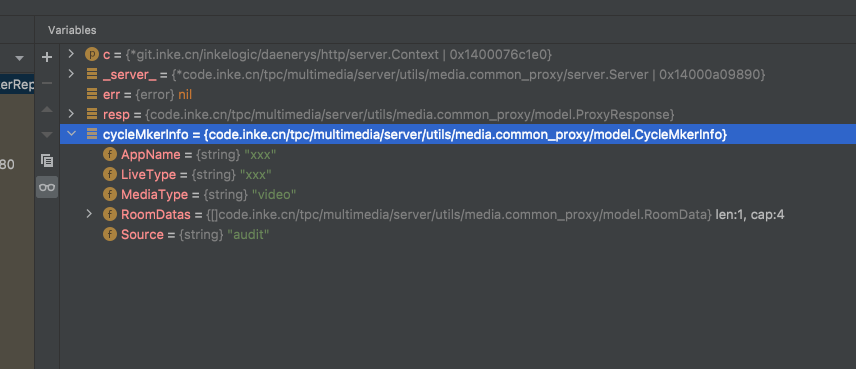 Variables
c = {*git.inke.cn/inkelogic/daenerys/http/server.Context | 0x1400076c1e0}
_server_ = {*code.inke.cn/tpc/multimedia/server/utils/media.common_proxy/server.Server | 0x14000a09890}
err = {error} nil
resp = {code.inke.cn/tpc/multimedia/server/utils/media.common_proxy/model.ProxyResponse}
cycleMkerInfo = {code.inke.cn/tpc/multimedia/server/utils/media.common_proxy/model.CycleMkerInfo}
AppName = {string} "xxx"
LiveType = {string} "xxx"
MediaType = {string} "video"
RoomDatas = {[]code.inke.cn/tpc/multimedia/server/utils/media.common_proxy/model.RoomData} len:1, cap:4
Source = {string} "audit"
kerRep
80